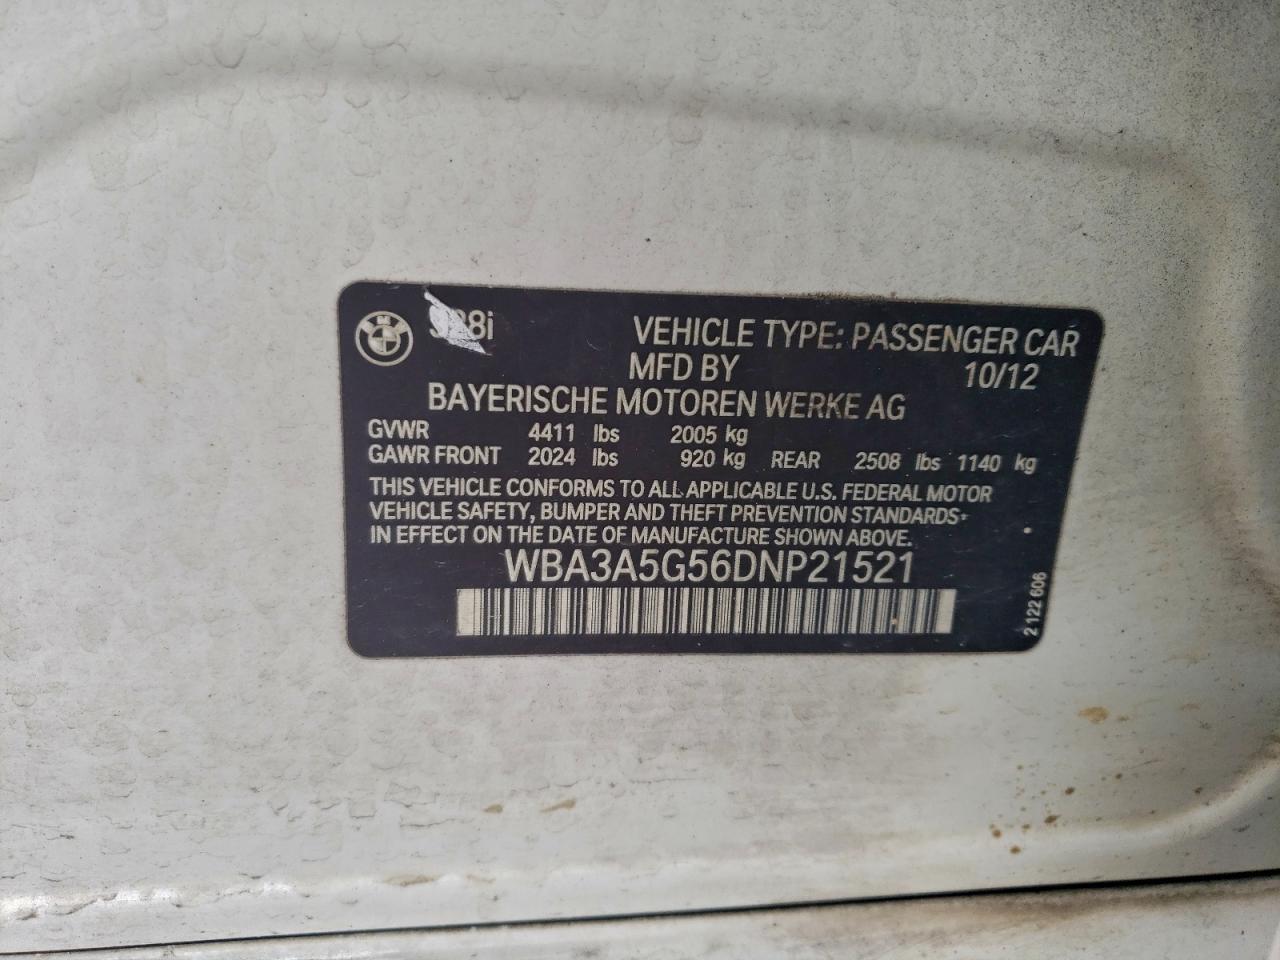 328i
VEHICLE TYPE: PASSENGER CAR
MFD BY 10/12
BAYERISCHE MOTOREN WERKE AG
GVWR 4411 lbs 2005 kg
GAWR FRONT 2024 lbs 920 kg REAR 2508 lbs 1140 kg
THIS VEHICLE CONFORMS TO ALL APPLICABLE U.S. FEDERAL MOTOR
VEHICLE SAFETY, BUMPER AND THEFT PREVENTION STANDARDS
IN EFFECT ON THE DATE OF MANUFACTURE SHOWN ABOVE.
WBA3A5G56DNP21521
2 122 606